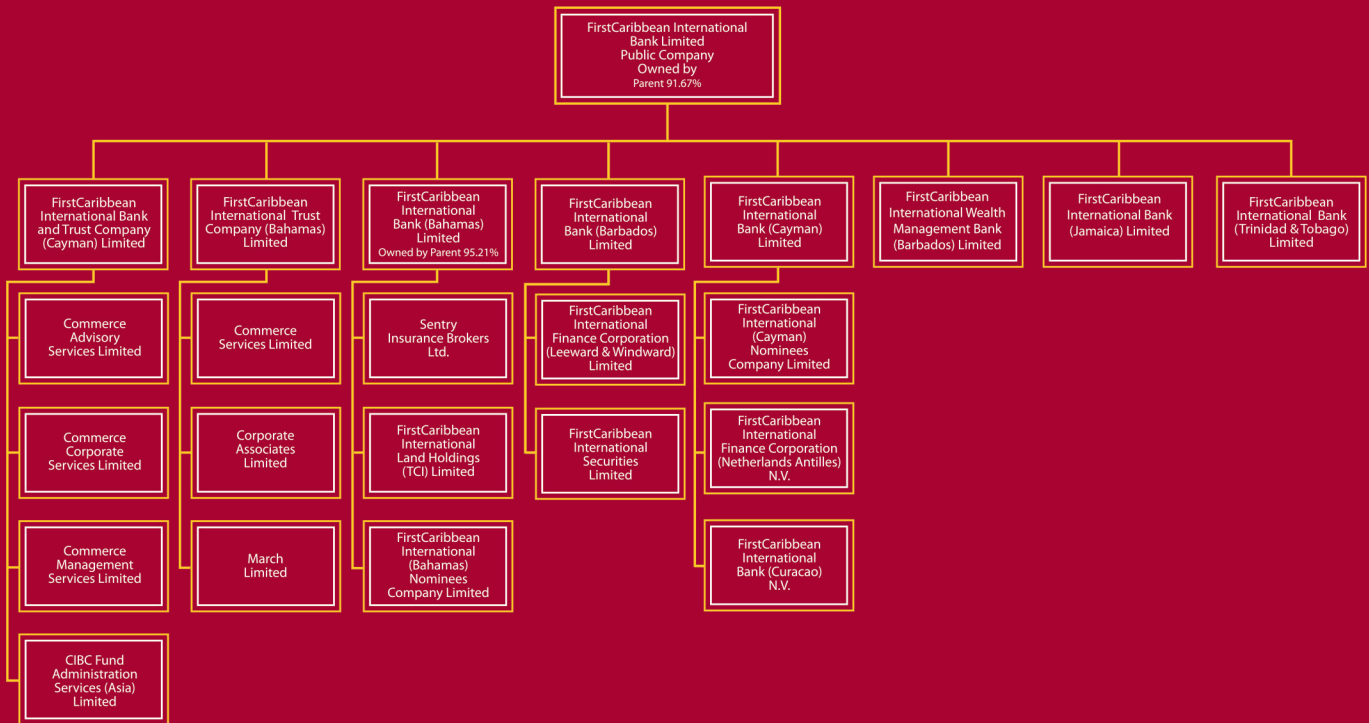 FirstCaribbean International
Bank Limited
Public Company
Owned by
Parent 91.67%
FirstCaribbean
International Bank
and Trust Company
(Cayman) Limited
FirstCaribbean
International Trust
Company (Bahamas)
Limited
FirstCaribbean
International
Bank (Bahamas)
Limited
Owned by Parent 95.21%
FirstCaribbean
International
Bank (Barbados)
Limited
FirstCaribbean
International
Bank (Cayman)
Limited
FirstCaribbean
International Wealth
Management Bank
(Barbados) Limited
FirstCaribbean
International Bank
(Jamaica) Limited
FirstCaribbean
International Bank
(Trinidad & Tobago)
Limited
Commerce
Advisory
Services Limited
Commerce
Services Limited
Sentry
Insurance Brokers
Ltd.
FirstCaribbean
International
Finance Corporation
(Leeward & Windward)
Limited
FirstCaribbean
International
(Cayman)
Nominees
Company Limited
Commerce
Corporate
Services Limited
Corporate
Associates
Limited
FirstCaribbean
International
Land Holdings
(TCI) Limited
FirstCaribbean
International
Securities
Limited
FirstCaribbean
International
Finance Corporation
(Netherlands Antilles)
N.V.
Commerce
Management
Services Limited
March
Limited
FirstCaribbean
International
(Bahamas)
Nominees
Company Limited
FirstCaribbean
International
Bank (Curacao)
N.V.
CIBC Fund
Administration
Services (Asia)
Limited